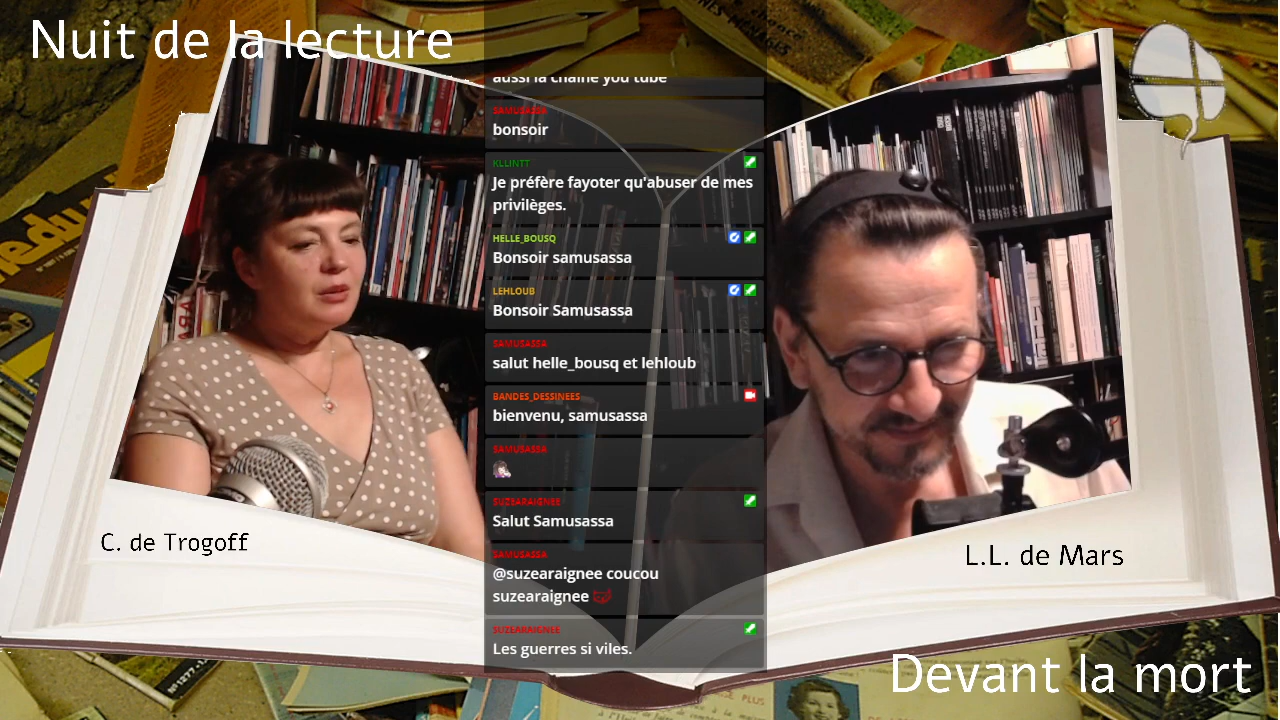 Nuit de la lecture
aussi la chaîne you tube
SAMUSASSA
bonsoir
KLLINTT
Je préfère fayoter qu'abuser de mes
privilèges.
HELLE_BOUSQ
Bonsoir samusassa
LEHLOUB
Bonsoir Samusassa
SAMUSASSA
salut helle_bousq et lehloub
BANDES_DESSINEES
bienvenu, samusassa
SAMUSASSA
SUZEARAIGNEE
Salut Samusassa
SAMUSASSA
@suzearaignee coucou
suzearaignee
SUZEARAIGNEE
Les guerres si viles.
C. de Trogoff
L.L. de Mars
Devant la mort